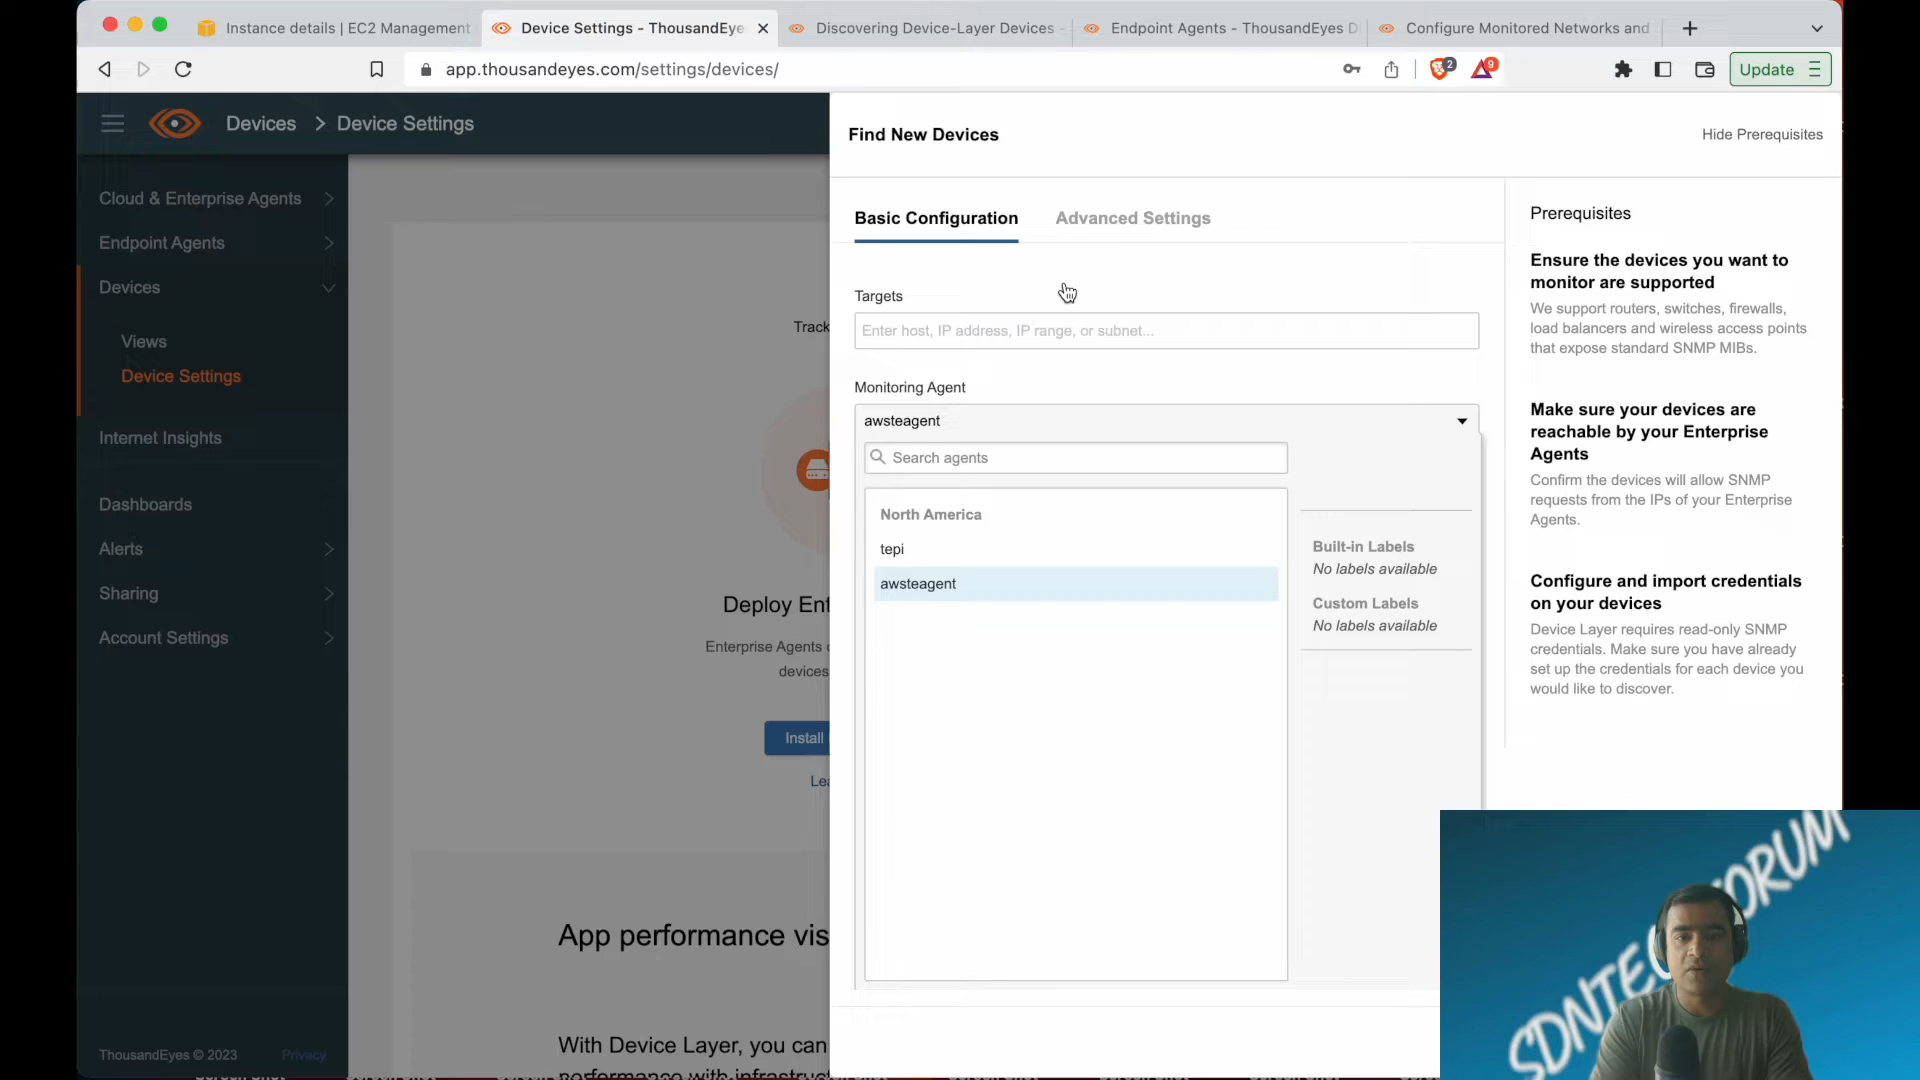 Instance details | EC2 Management
Device Settings - ThousandEye
Discovering Device-Layer Devices -
Endpoint Agents - ThousandEyes D
Configure Monitored Networks and
app.thousandeyes.com/settings/devices/
2
9
Update
Devices > Device Settings
Find New Devices
Hide Prerequisites
Cloud & Enterprise Agents
Endpoint Agents
Devices
Views
Device Settings
Internet Insights
Dashboards
Alerts
Sharing
Account Settings
ThousandEyes © 2023
Privacy
Track
Deploy Ent
Enterprise Agents
devices
Install
Lea
App performance vis
With Device Layer, you can
performance with infrastruc
Basic Configuration
Advanced Settings
Targets
Enter host, IP address, IP range, or subnet...
Monitoring Agent
awsteagent
Search agents
North America
tepi
awsteagent
Built-in Labels
No labels available
Custom Labels
No labels available
Prerequisites
Ensure the devices you want to
monitor are supported
We support routers, switches, firewalls,
load balancers and wireless access points
that expose standard SNMP MIBs.
Make sure your devices are
reachable by your Enterprise
Agents
Confirm the devices will allow SNMP
requests from the IPs of your Enterprise
Agents.
Configure and import credentials
on your devices
Device Layer requires read-only SNMP
credentials. Make sure you have already
set up the credentials for each device you
would like to discover.